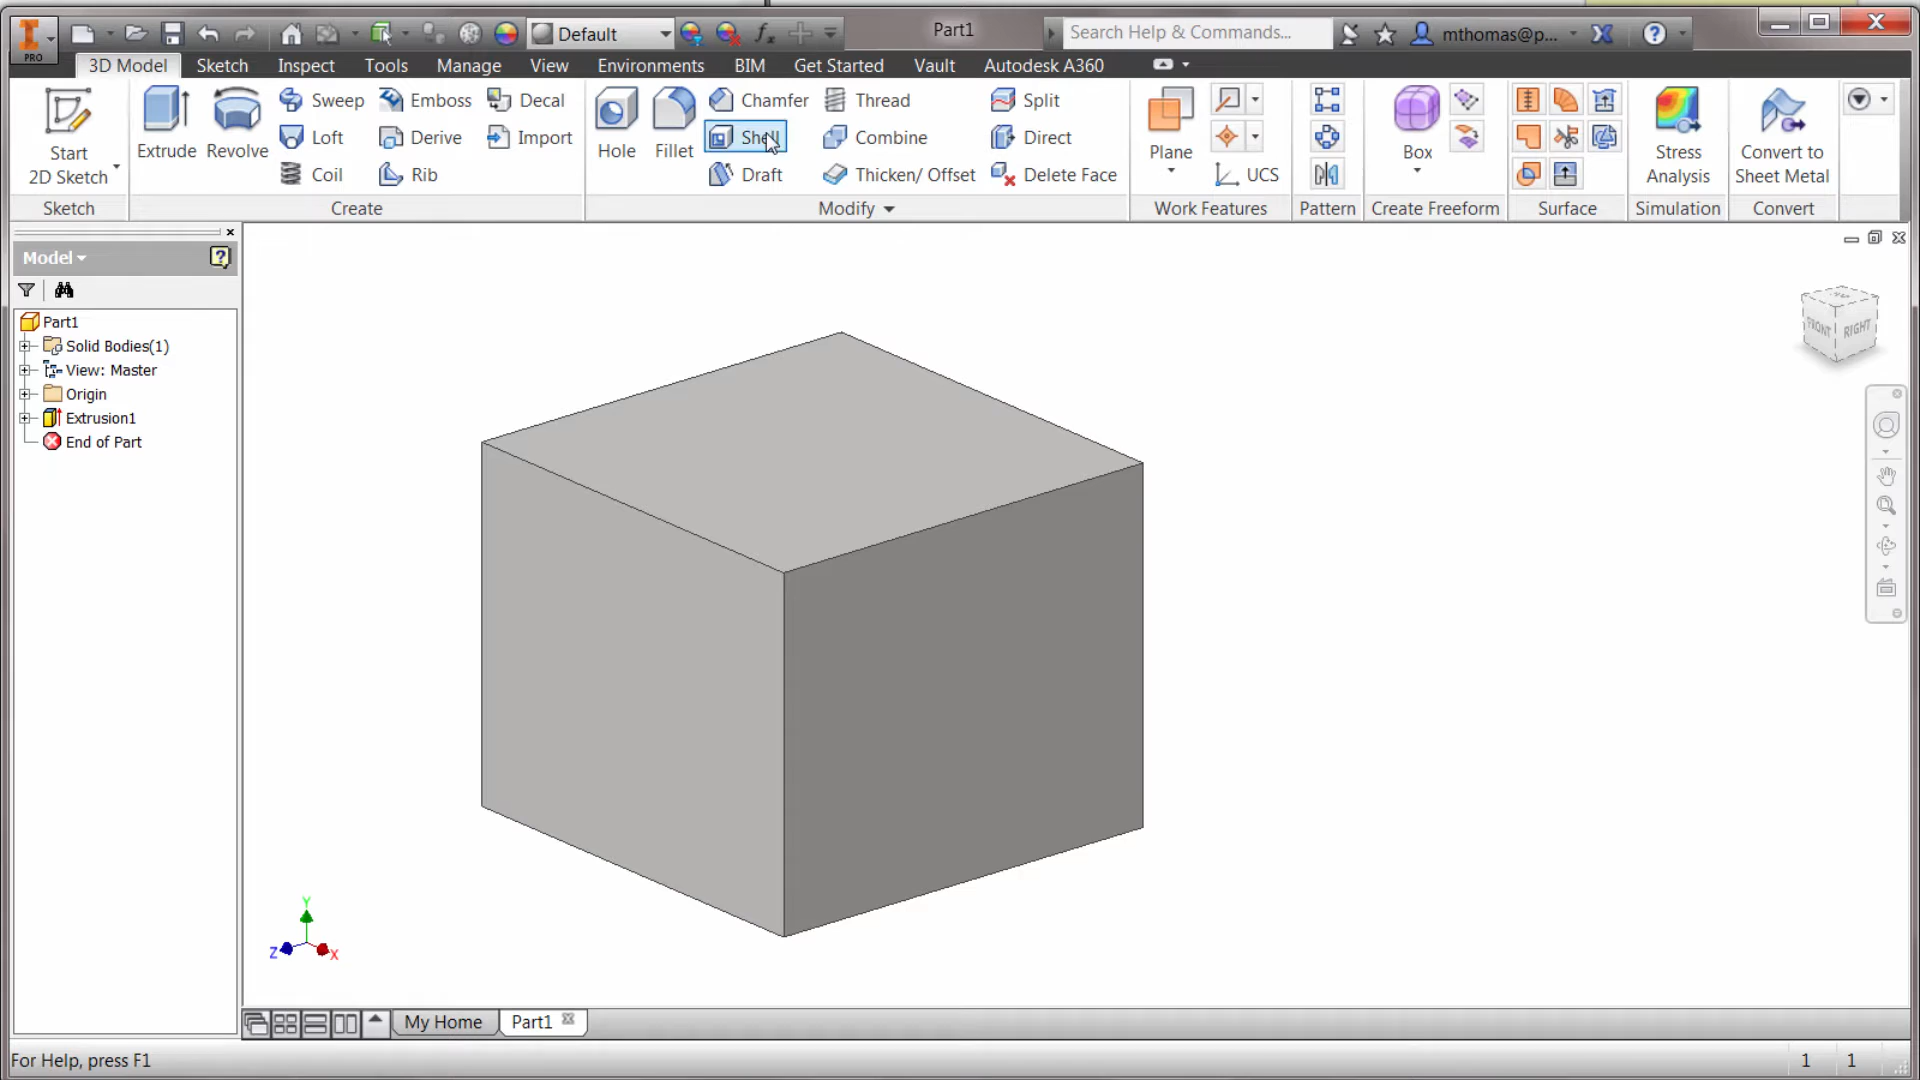 PRO
Default
Part1
Search Help & Commands...
mthomas@p...
3D Model Sketch Inspect Tools Manage View Environments BIM Get Started Vault Autodesk A360
Start
2D Sketch
Sketch
Extrude
Revolve
Sweep
Loft
Coil
Emboss
Derive
Rib
Decal
Import
Create
Hole
Fillet
Chamfer
Shell
Draft
Thread
Combine
Thicken/ Offset
Split
Direct
Delete Face
Modify
Plane
UCS
Work Features
Pattern
Box
Create Freeform
Surface
Stress
Analysis
Simulation
Convert to
Sheet Metal
Convert
Model
Part1
Solid Bodies(1)
View: Master
Origin
Extrusion1
End of Part
FRONT
RIGHT
Y
Z
X
My Home
Part1
For Help, press F1
1 1